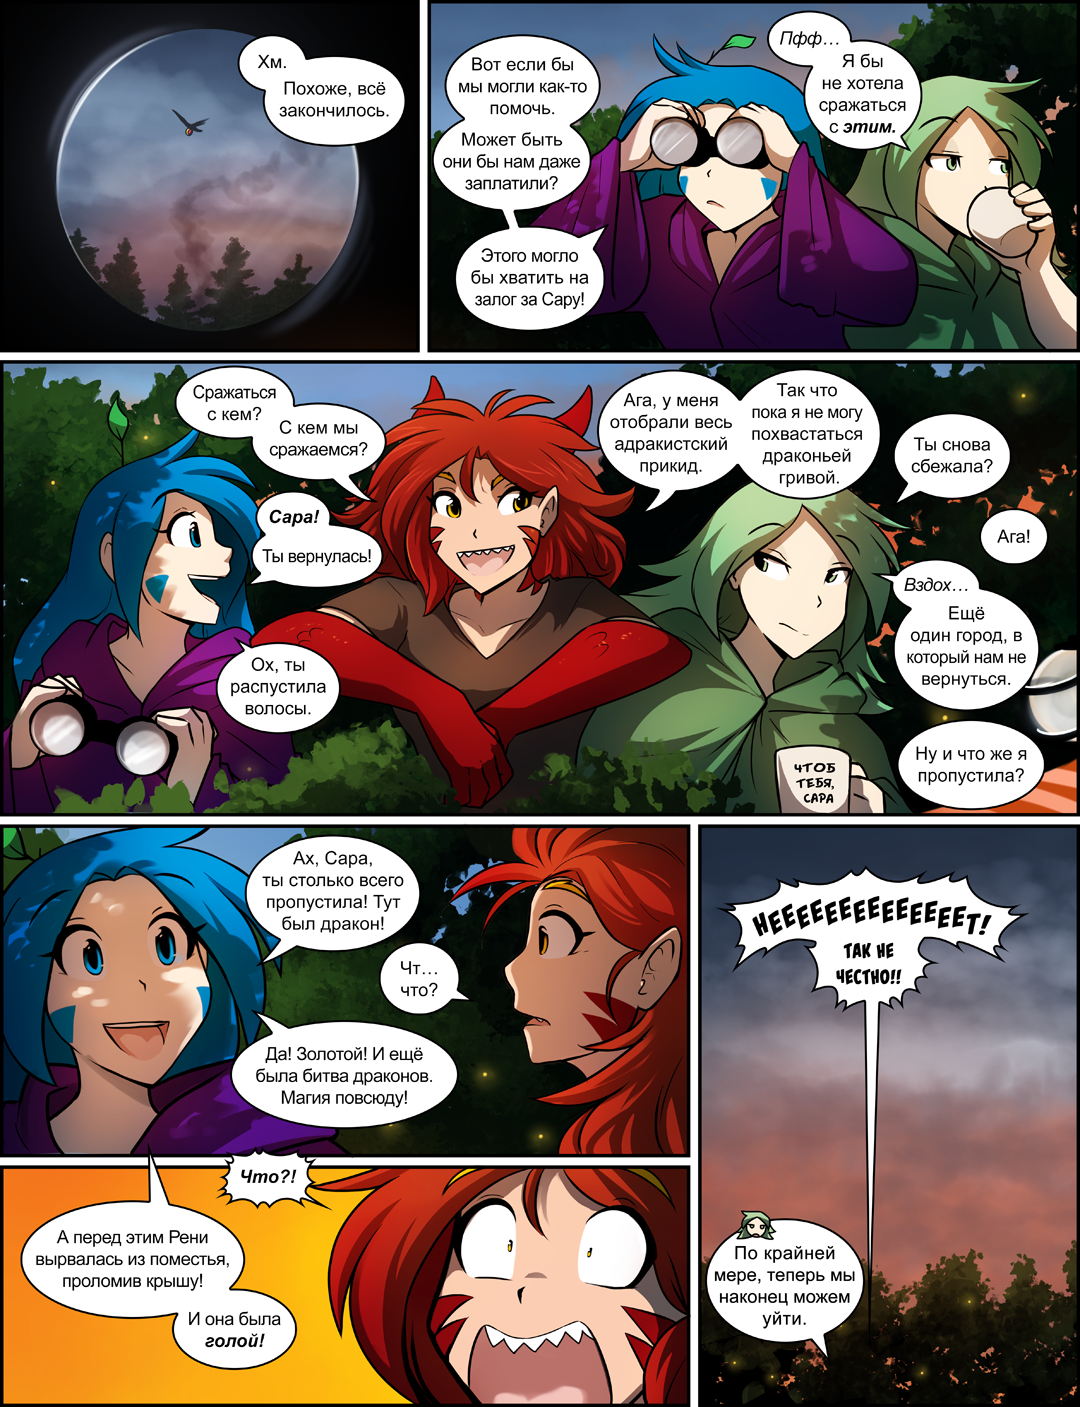 Хм.
Похоже, всё
закончилось.
Вот если бы
мы могли как-то
помочь.
Может быть
они бы нам даже
заплатили?
Этого могло
бы хватить на
залог за Сару!
Пфф...
Я бы
не хотела
сражаться
с этим.
Сражаться
с кем?
С кем мы
сражаемся?
Сара!
Ты вернулась!
Ох, ты
распустила
волосы.
Ага, у меня
отобрали весь
адракистский
прикид.
Так что
пока я не могу
похвастаться
драконьей
гривой.
Ты снова
сбежала?
Ага!
Вздох...
Ещё
один город, в
который нам не
вернуться.
Ну и что же я
пропустила?
ЧТОБ
ТЕБЯ,
САРА
Ах, Сара,
ты столько всего
пропустила! Тут
был дракон!
Чт...
что?
Да! Золотой! И ещё
была битва драконов.
Магия повсюду!
А перед этим Рени
вырвалась из поместья,
проломив крышу!
И она была
голой!
Что?!
НЕЕЕЕЕЕЕЕЕЕЕЕЕТ!
ТАК НЕ
ЧЕСТНО!!
По крайней
мере, теперь мы
наконец можем
уйти.